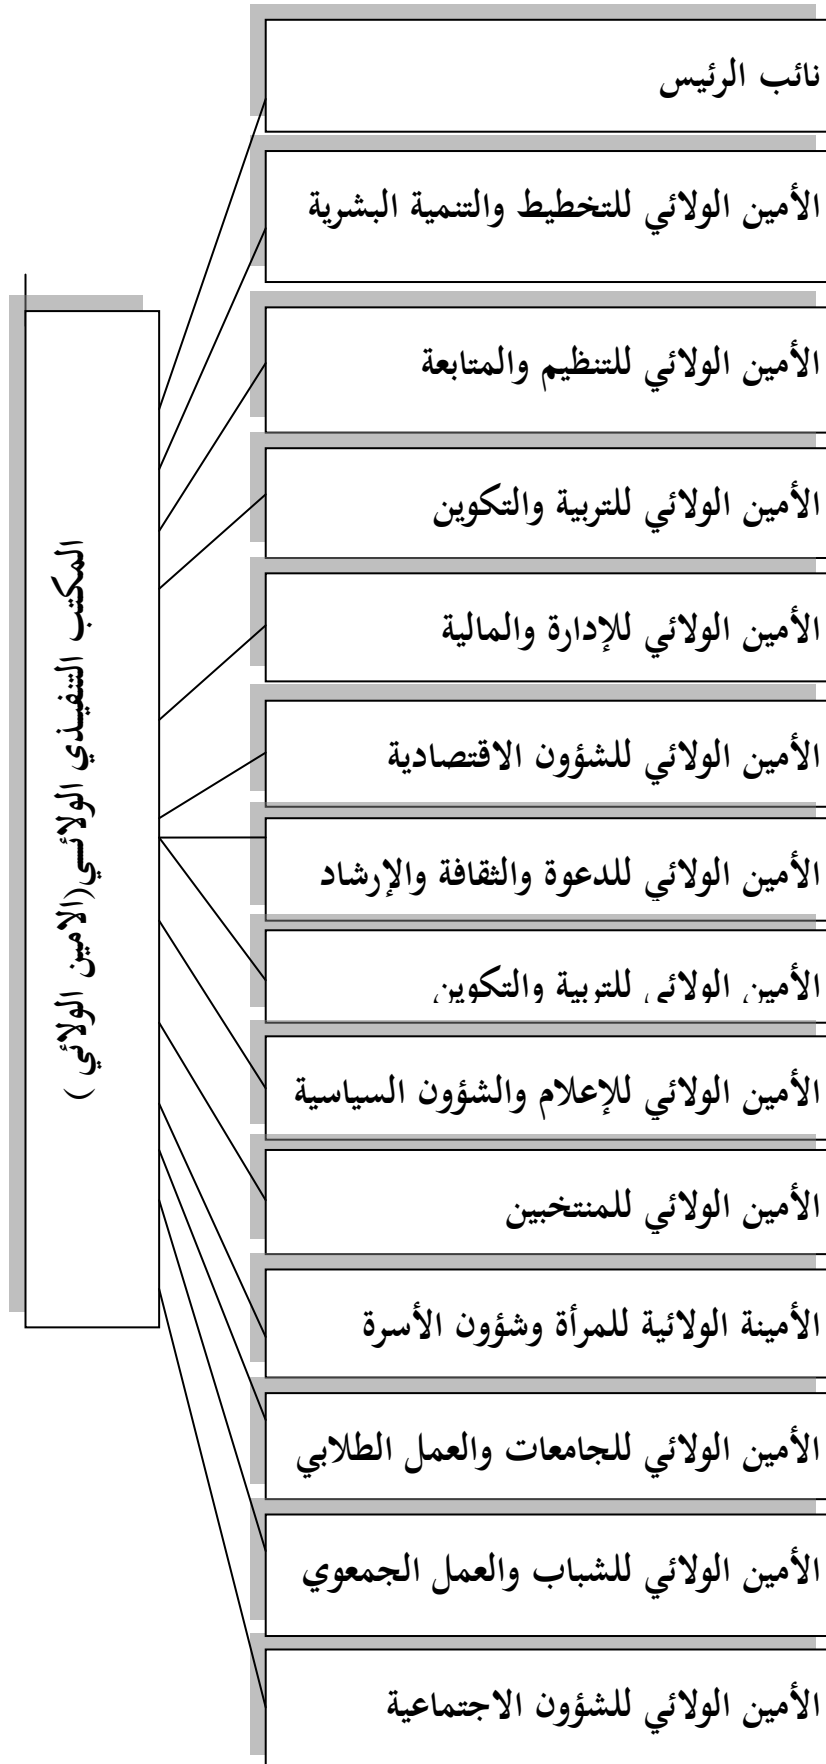 نائب الرئيس
الأمين الولائي للتخطيط والتنمية البشرية
الأمين الولائي للتنظيم والمتابعة
الأمين الولائي للتربية والتكوين
الأمين الولائي للإدارة والمالية
الأمين الولائي للشؤون الاقتصادية
الأمين الولائي للدعوة والثقافة والإرشاد
الأمين الولائي للتربية والتكوين
الأمين الولائي للإعلام والشؤون السياسية
الأمين الولائي للمنتخبين
الأمينة الولائية للمرأة وشؤون الأسرة
الأمين الولائي للجامعات والعمل الطلابي
الأمين الولائي للشباب والعمل الجمعوي
الأمين الولائي للشؤون الاجتماعية
المكتب التنفيـذي الولائـــي(الامين الولائي )